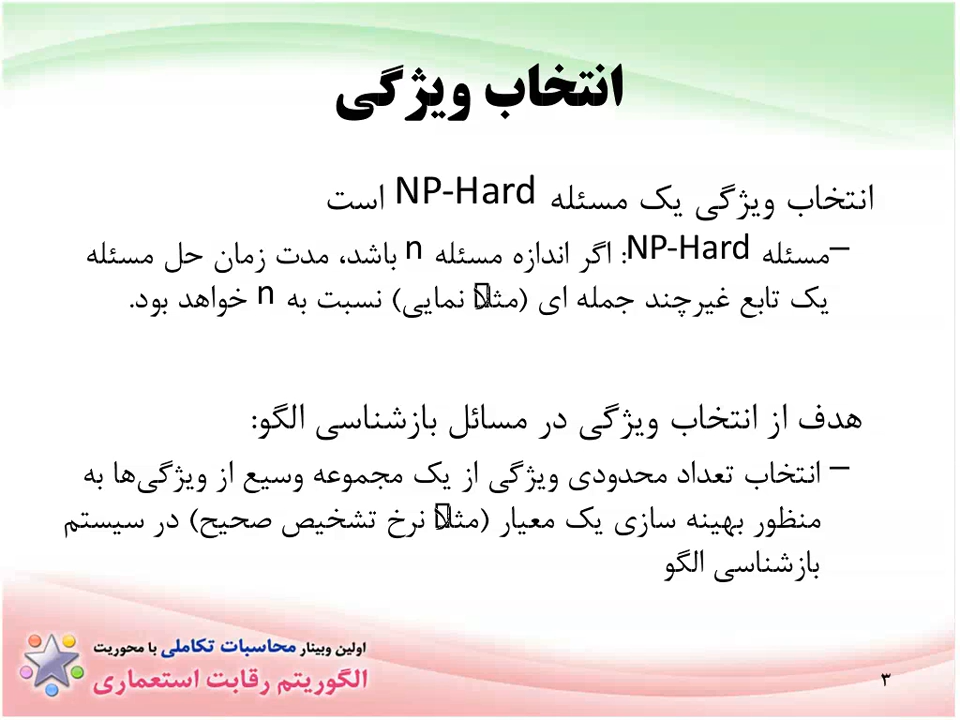 انتخاب ویژگی
انتخاب ویژگی یک مسئله NP-Hard است
–مسئله NP-Hard: اگر اندازه مسئله n باشد، مدت زمان حل مسئله
یک تابع غیرچند جمله ای (مثلاً نمایی) نسبت به n خواهد بود.
هدف از انتخاب ویژگی در مسائل بازشناسی الگو:
– انتخاب تعداد محدودی ویژگی از یک مجموعه وسیع از ویژگی‌ها به
منظور بهینه سازی یک معیار (مثلاً نرخ تشخیص صحیح) در سیستم
بازشناسی الگو
اولین وبینار محاسبات تکاملی با محوریت
الگوریتم رقابت استعماری
۳